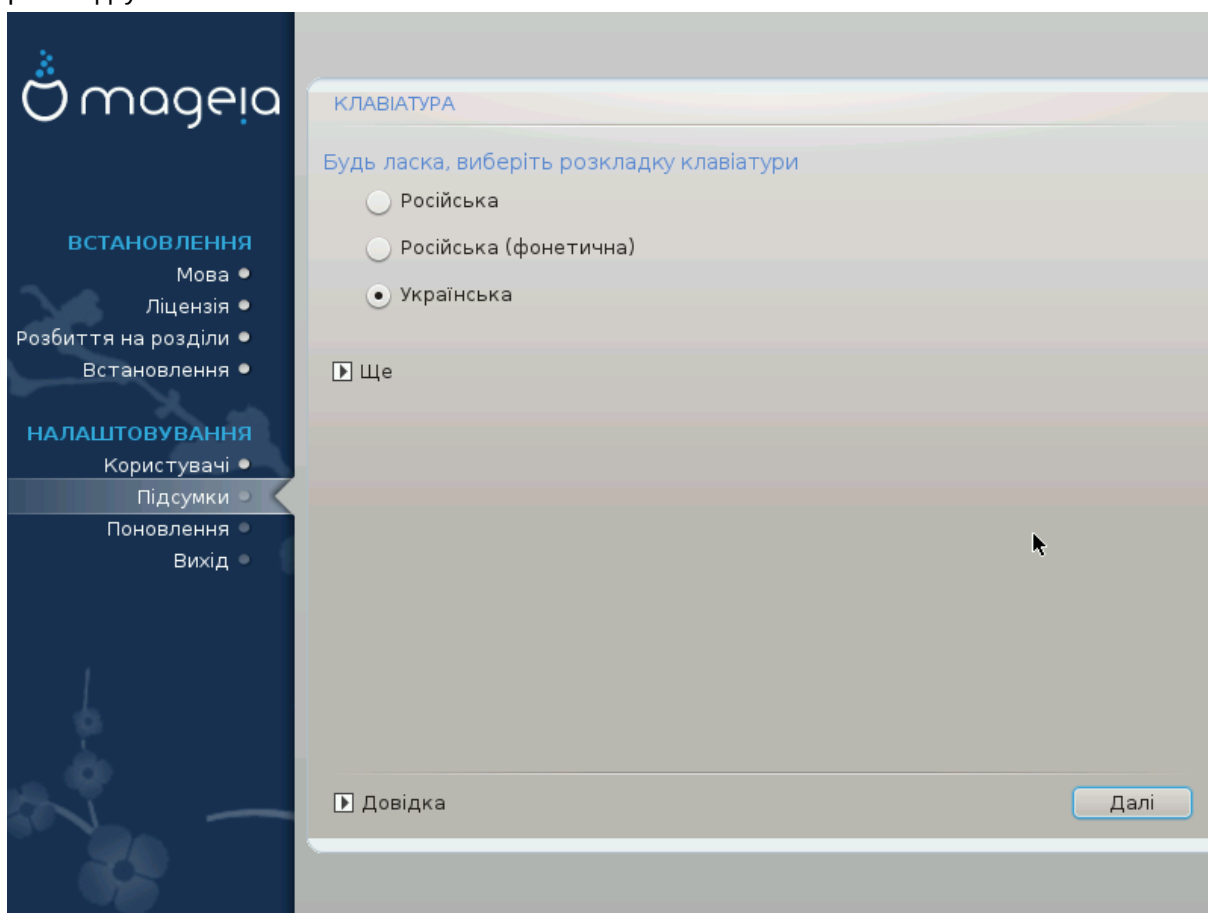 mageia
КЛАВІАТУРА
Будь ласка, виберіть розкладку клавіатури
Російська
Російська (фонетична)
Українська
Ще
ВСТАНОВЛЕННЯ
Мова
Ліцензія
Розбиття на розділи
Встановлення
НАЛАШТОВУВАННЯ
Користувачі
Підсумки
Поновлення
Вихід
Довідка
Далі